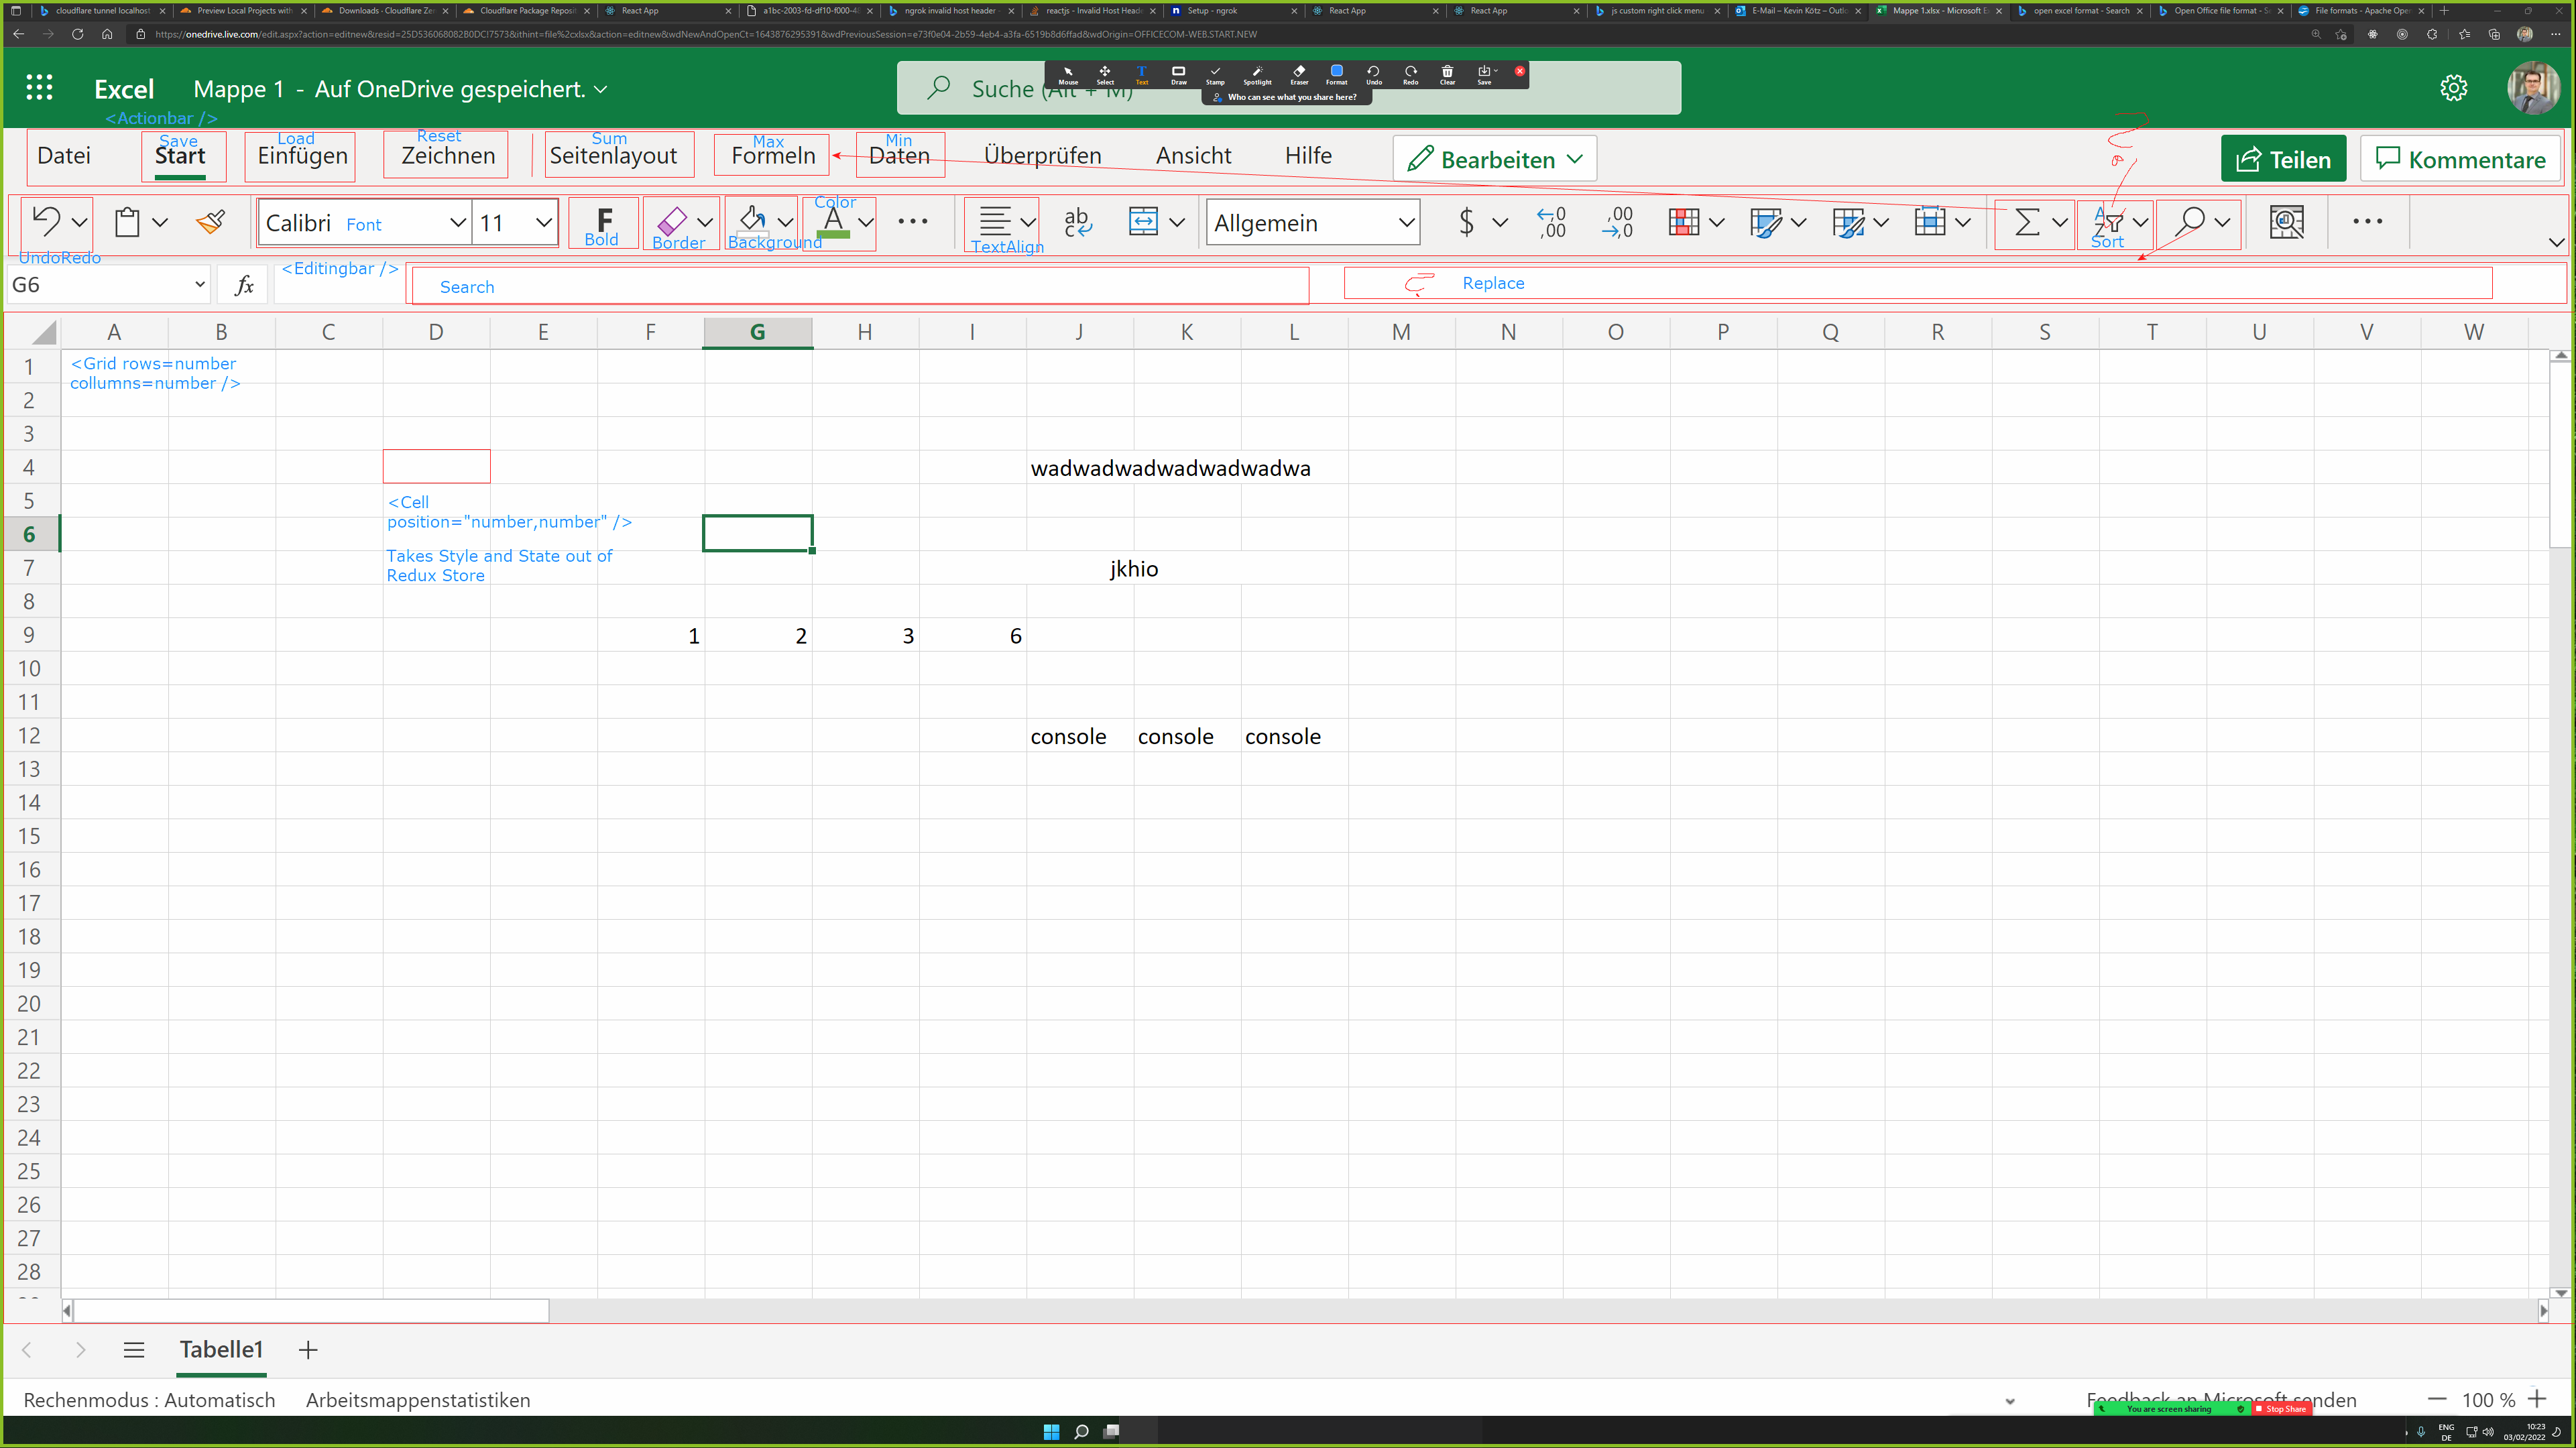 cloudflare tunnel localhost
Preview Local Projects with
Downloads · Cloudflare Ze
Cloudflare Package Reposit
React App
a1bc-2003-fd-df10-f000-4
ngrok invalid host header -
reactjs - Invalid Host Head
Setup - ngrok
React App
React App
js custom right click menu
E-Mail – Kevin Kötz – Outlo
Mappe 1.xlsx - Microsoft E
open excel format - Search
Open Office file format - S
File formats - Apache Ope
https://onedrive.live.com/edit.aspx?action=editnew&resid=25D536068082B0DC!7573&ithint=file%2cxlsx&action=editnew&wdNewAndOpenCt=1643876295391&wdPreviousSession=e73f0e04-2b59-4eb4-a3fa-6519b8d6ffad&wdOrigin=OFFICECOM-WEB.START.NEW
Excel Mappe 1 - Auf OneDrive gespeichert.
Suche (Alt + M)
Mouse Select Text Draw Stamp Spotlight Eraser Format Undo Redo Clear Save
Who can see what you share here?
<Actionbar />
Save Load Reset Sum Max Min
Datei Start Einfügen Zeichnen Seitenlayout Formeln Daten Überprüfen Ansicht Hilfe Bearbeiten Teilen Kommentare
Calibri Font 11 F A ab c Allgemein $ ←,0 ,00 ,00 →,0 Σ A Z
UndoRedo Bold Border Background Color TextAlign Sort
G6 fx <Editingbar /> Search Replace
A B C D E F G H I J K L M N O P Q R S T U V W
1
<Grid rows=number
collumns=number />
2
3
4 wadwadwadwadwadwadwa
5
<Cell
position="number,number" />
6
Takes Style and State out of
Redux Store
7 jkhio
8
9 1 2 3 6
10
11
12 console console console
13
14
15
16
17
18
19
20
21
22
23
24
25
26
27
28
Tabelle1
Rechenmodus : Automatisch Arbeitsmappenstatistiken Feedback an Microsoft senden 100 %
You are screen sharing Stop Share
ENG
DE
10:23
03/02/2022